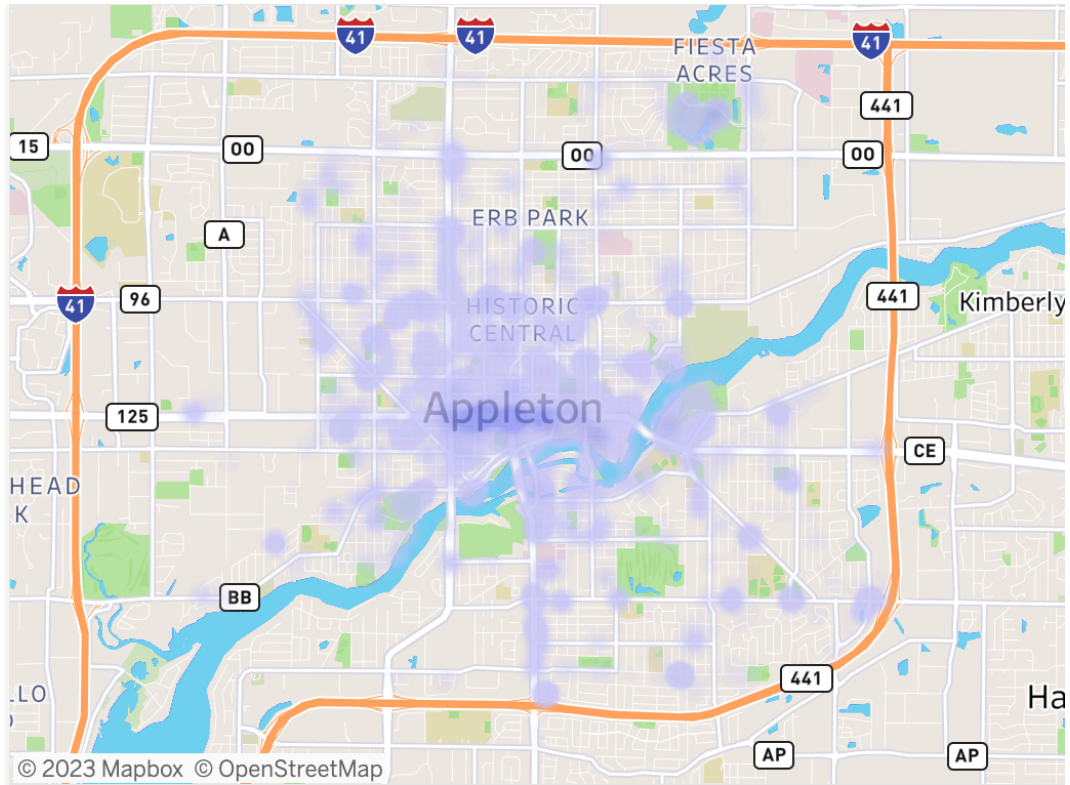 41
41
41
FIESTA
ACRES
441
15
OO
OO
OO
ERB PARK
A
41
96
441
Kimberly
HISTORIC
CENTRAL
Appleton
125
CE
HEAD
K
BB
441
LLO
Ha
AP
AP
© 2023 Mapbox © OpenStreetMap